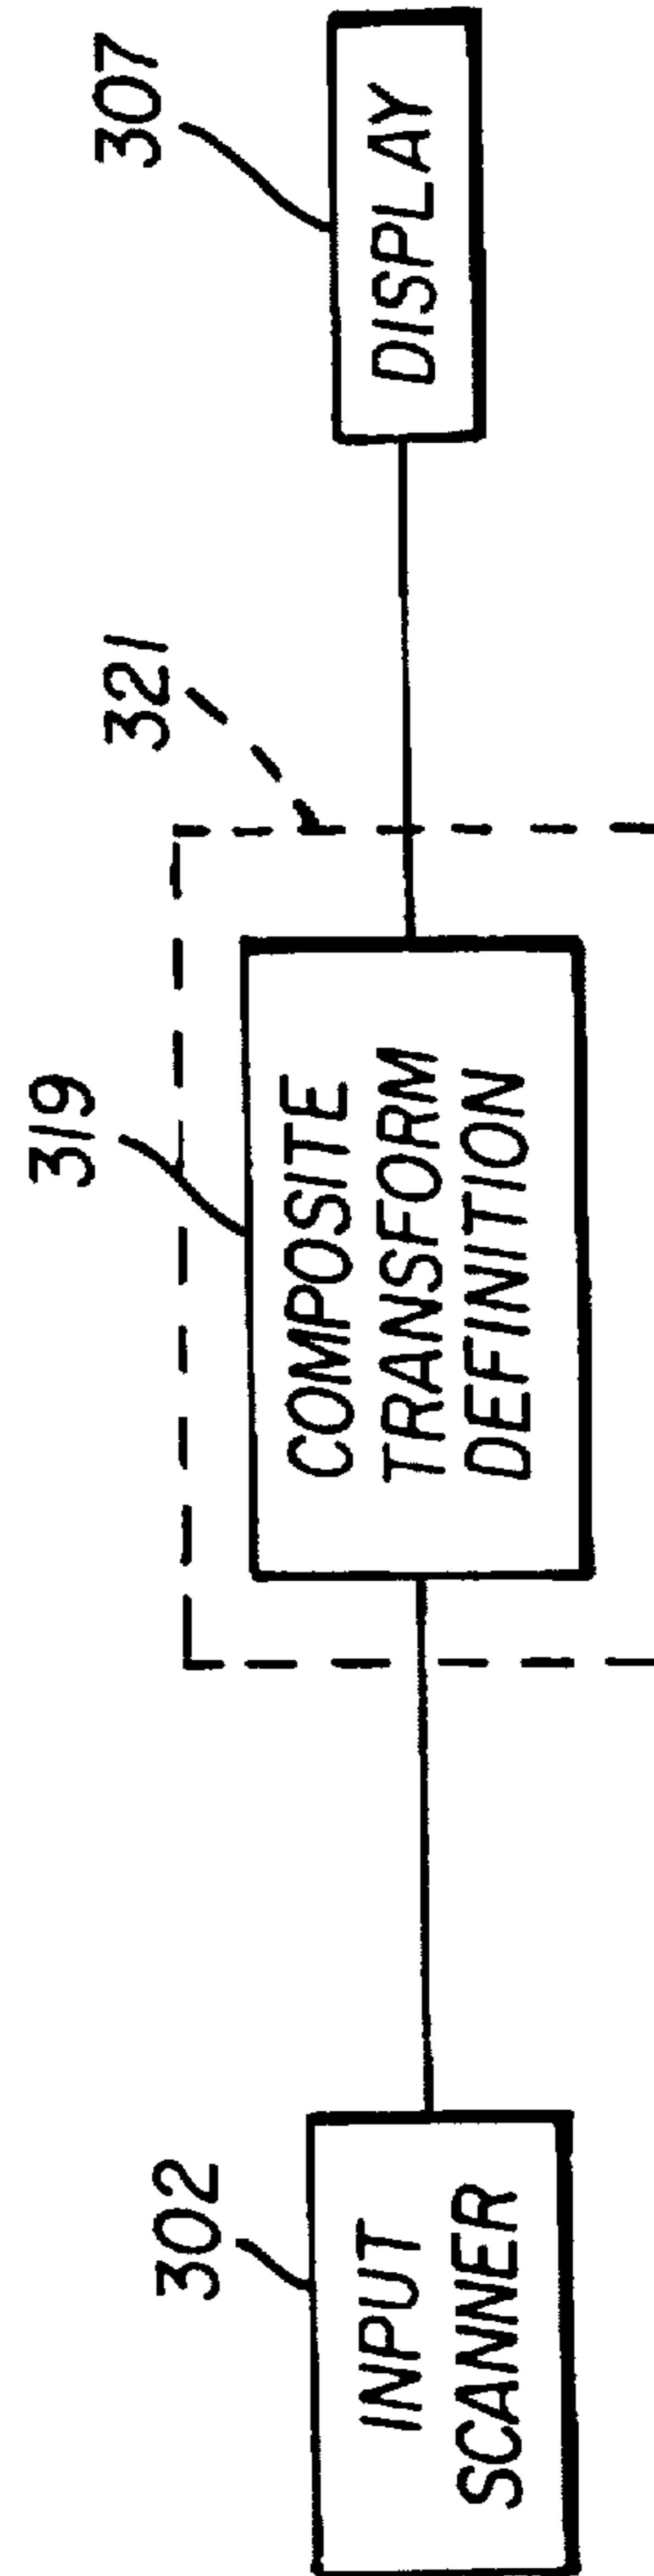 302
INPUT
SCANNER
319
COMPOSITE
TRANSFORM
DEFINITION
321
307
DISPLAY